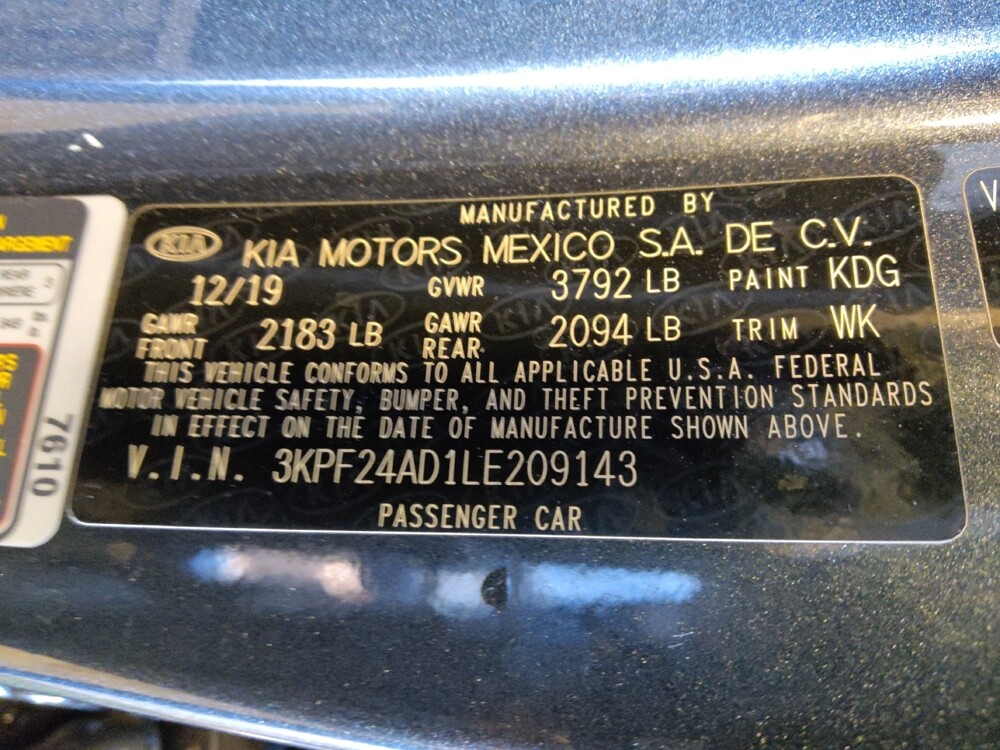 MANUFACTURED BY
KIA KIA MOTORS MEXICO S.A. DE C.V.
12/19 GVWR 3792 LB PAINT KDG
GAWR FRONT 2183 LB GAWR REAR 2094 LB TRIM WK
THIS VEHICLE CONFORMS TO ALL APPLICABLE U.S.A. FEDERAL
MOTOR VEHICLE SAFETY, BUMPER, AND THEFT PREVENTION STANDARDS
IN EFFECT ON THE DATE OF MANUFACTURE SHOWN ABOVE.
V.I.N. 3KPF24AD1LE209143
PASSENGER CAR
7610